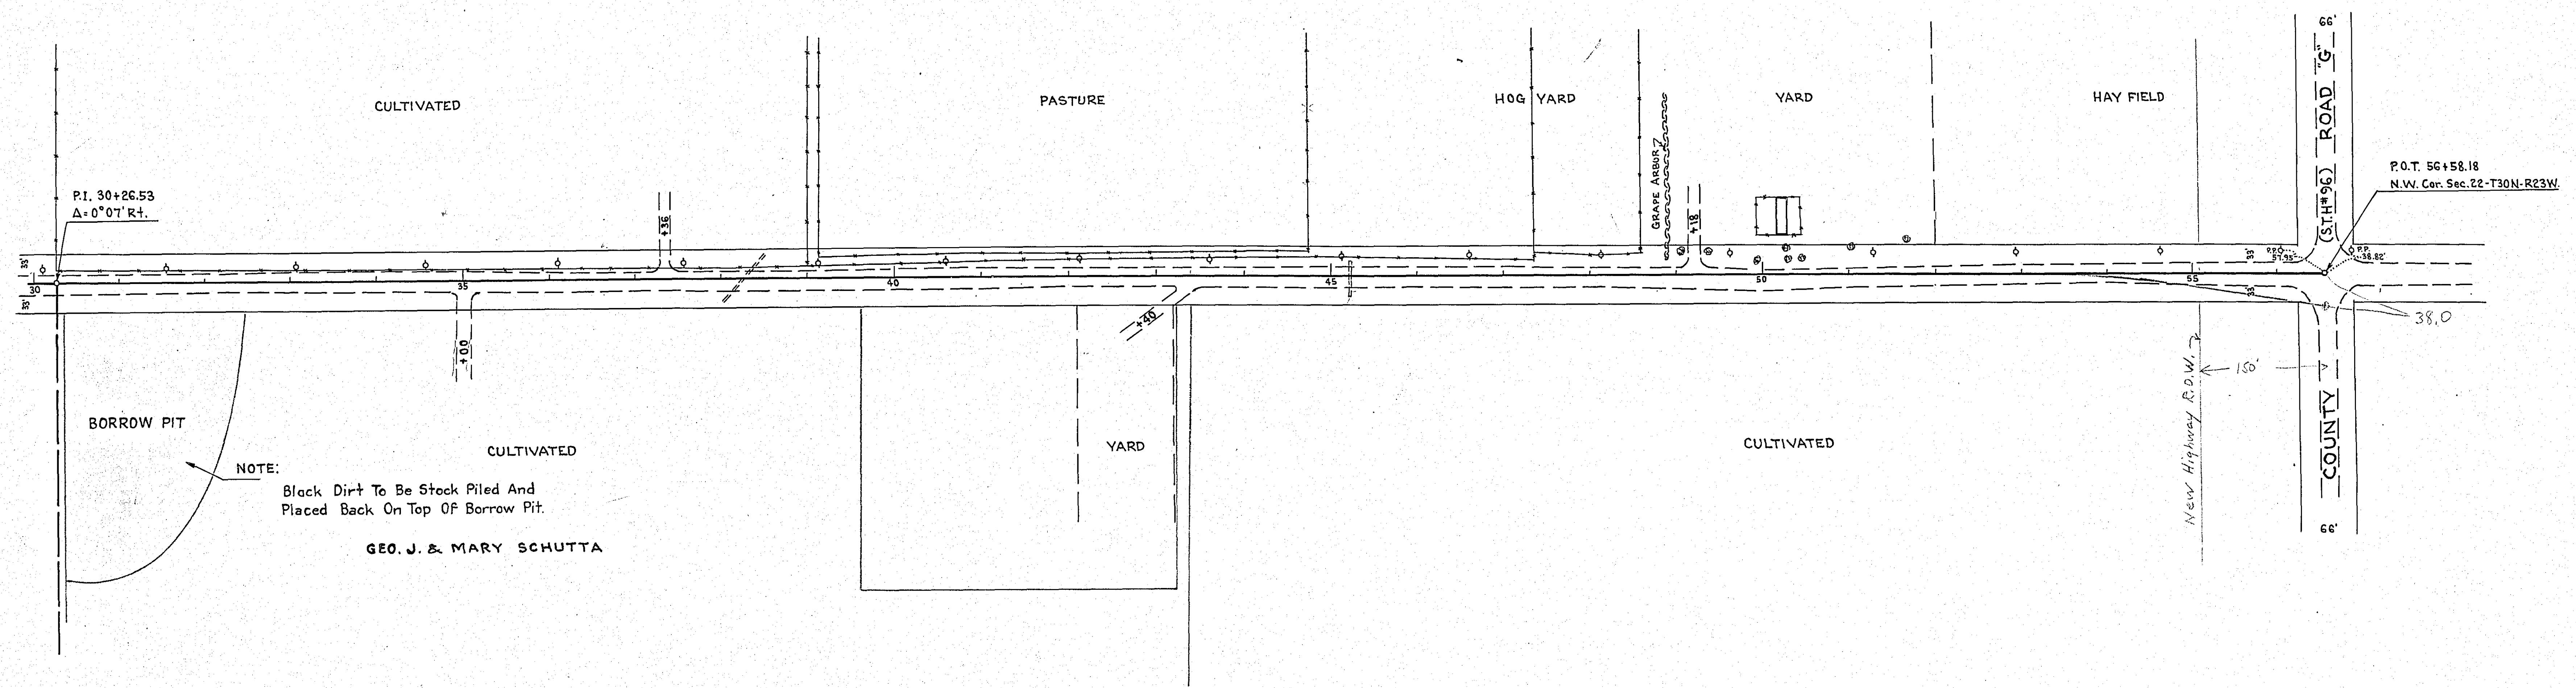 CULTIVATED
PASTURE
HOG YARD
GRAPE ARBOR
YARD
HAY FIELD
66'
COUNTY (S.T.H#96) ROAD "G"
P.I. 30+26.53
Δ=0°07' Rt.
P.O.T. 56+58.18
N.W. Cor. Sec.22-T30N-R23W.
+36
+18
P.P.
57.95'
P.P.
38.82'
33'
33'
33'
33'
30
35
40
45
50
55
+00
+40
38.0
150'
New Highway R.O.W.
BORROW PIT
NOTE:
Black Dirt To Be Stock Piled And
Placed Back On Top Of Borrow Pit.
CULTIVATED
YARD
CULTIVATED
GEO. J. & MARY SCHUTTA
66'